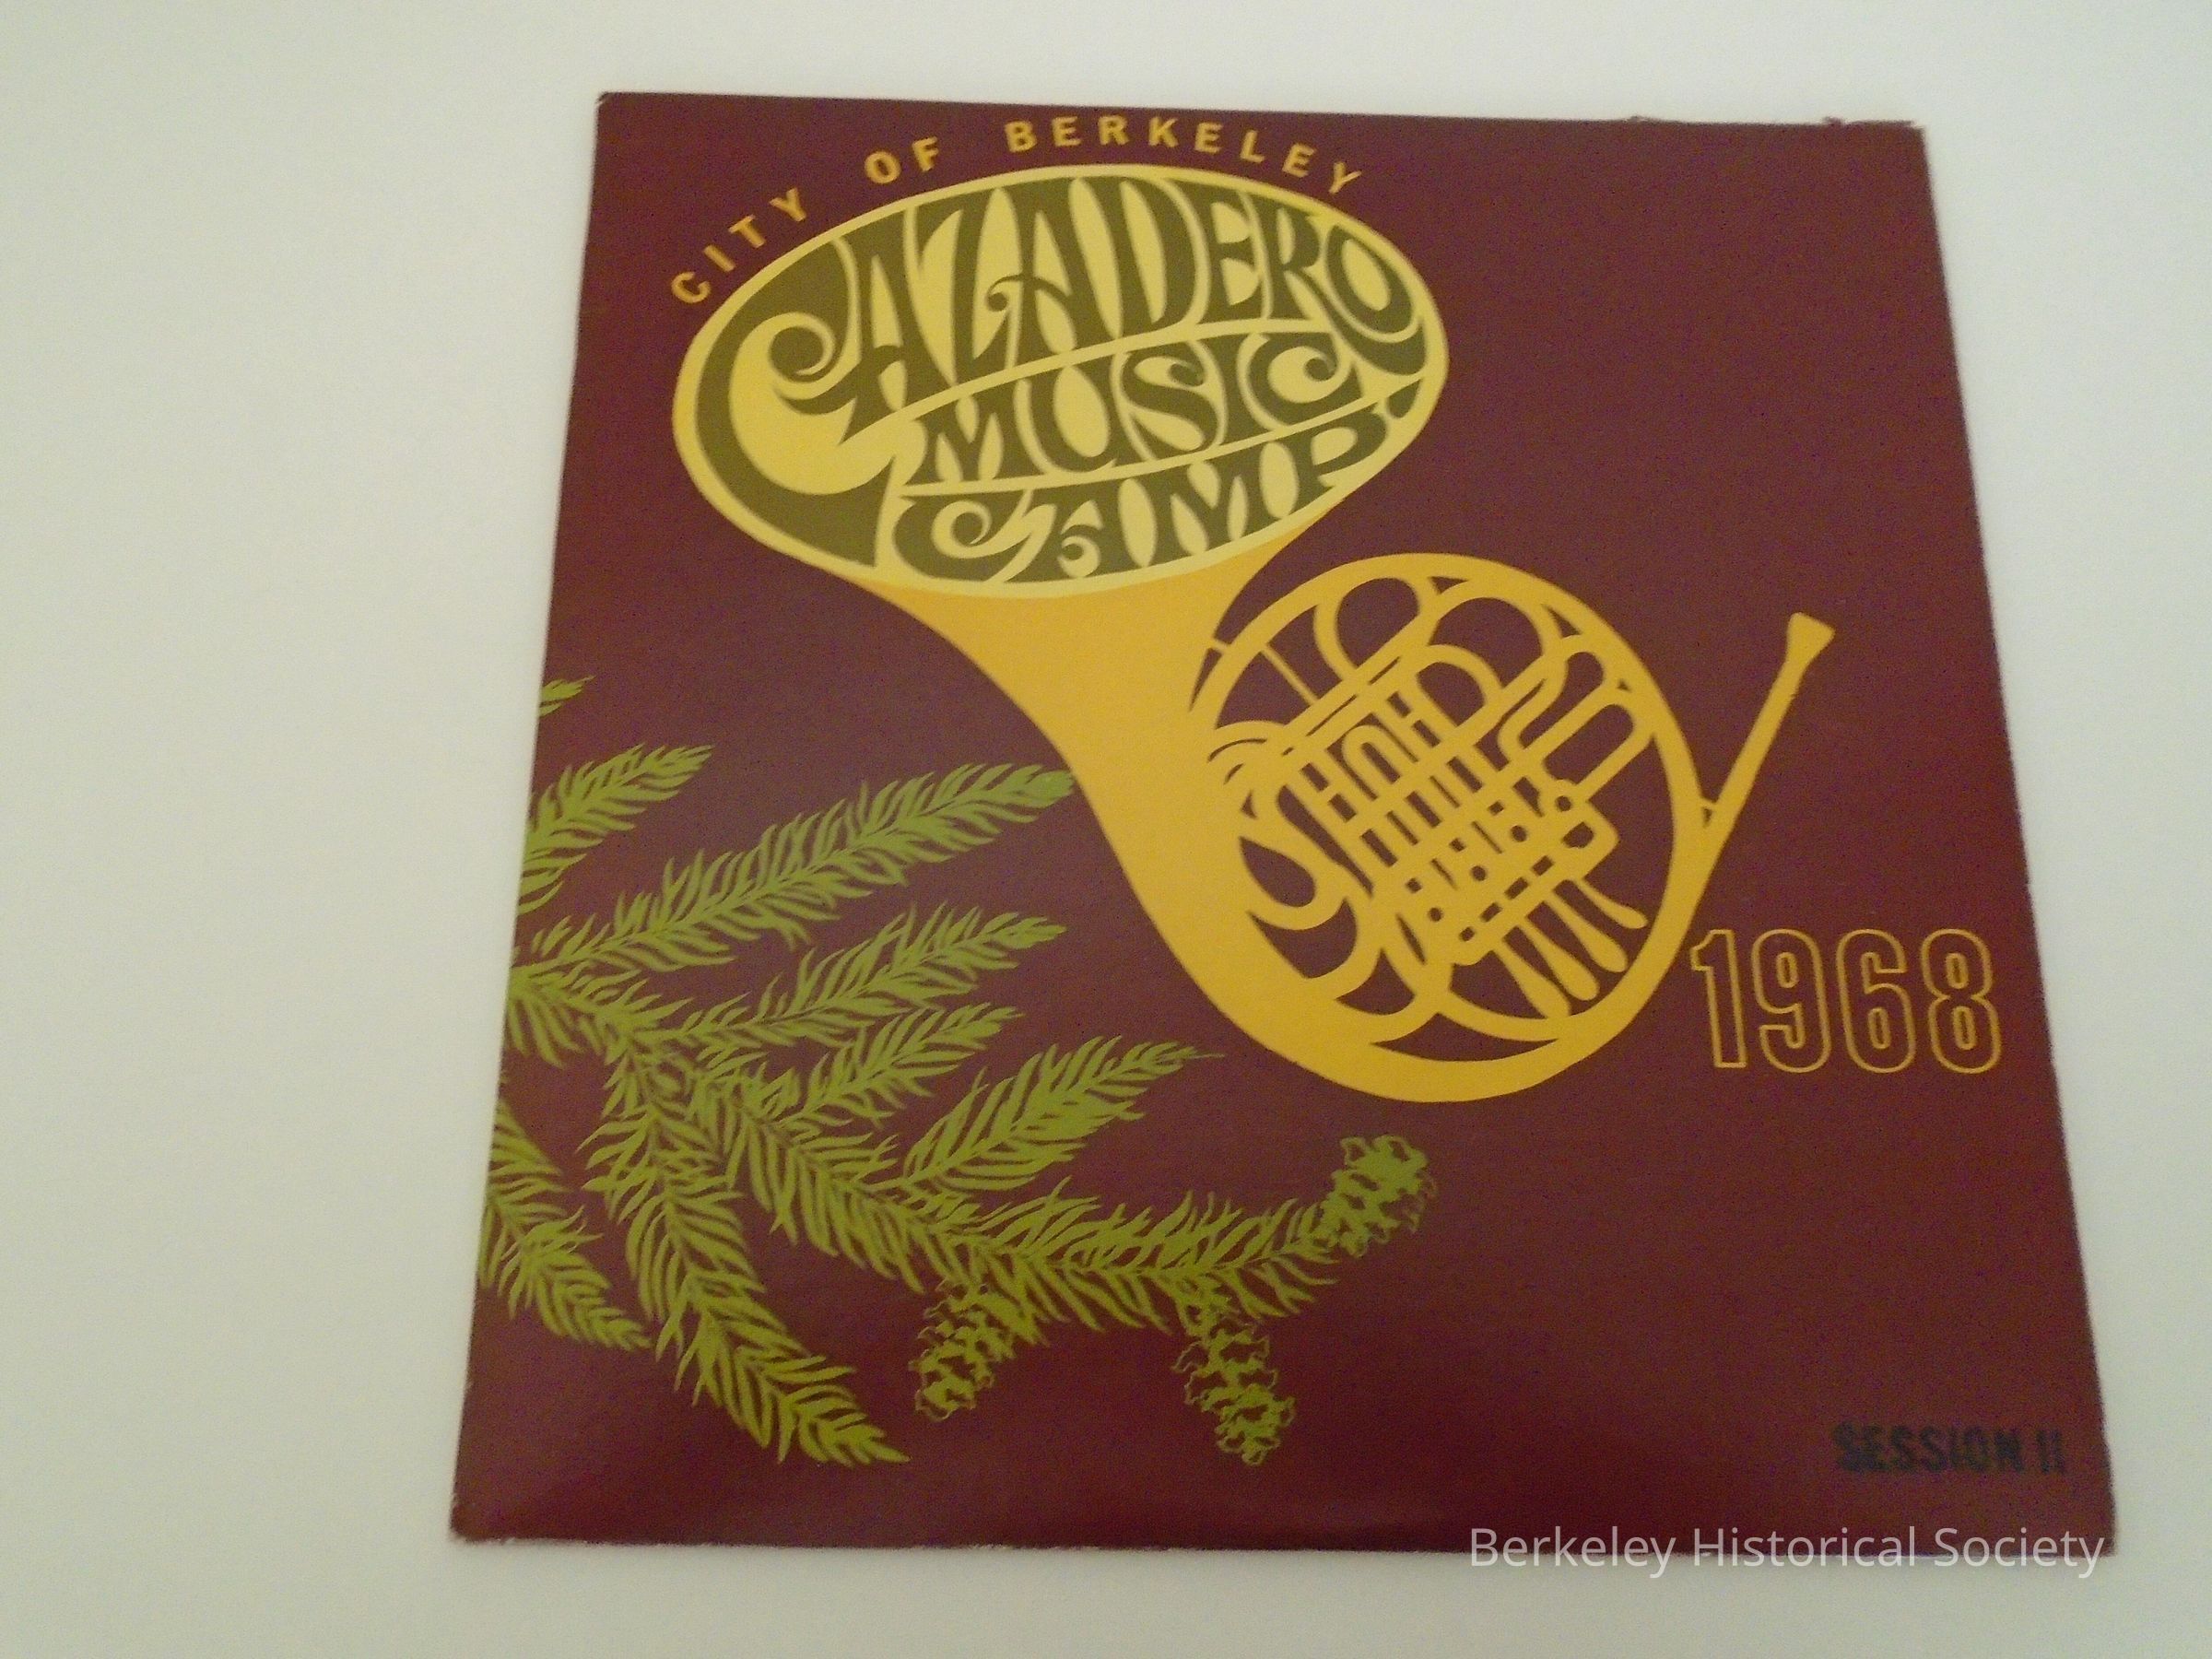 CITY OF BERKELEY
CAZADERO
MUSIC
CAMP
1968
SESSION II
Berkeley Historical Society